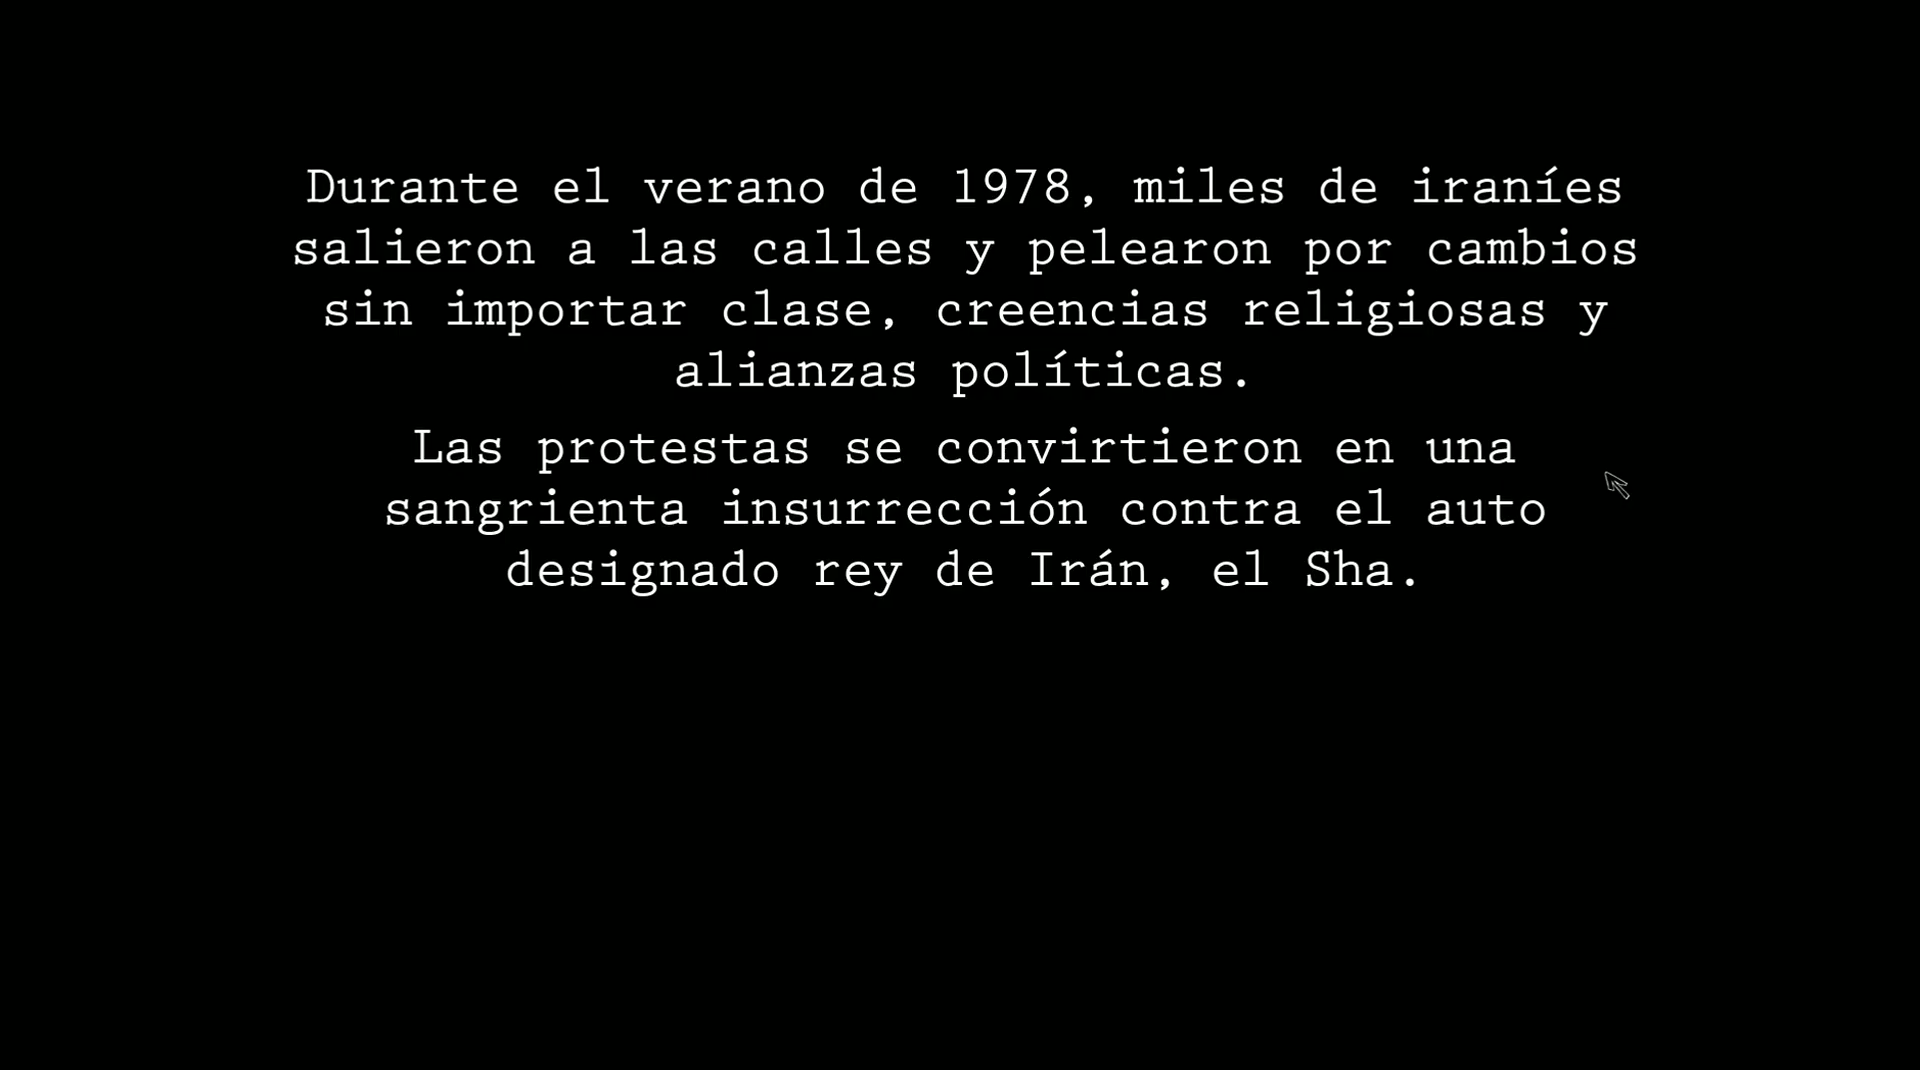 Durante el verano de 1978, miles de iraníes
salieron a las calles y pelearon por cambios
sin importar clase, creencias religiosas y
alianzas políticas.
Las protestas se convirtieron en una
sangrienta insurrección contra el auto
designado rey de Irán, el Sha.